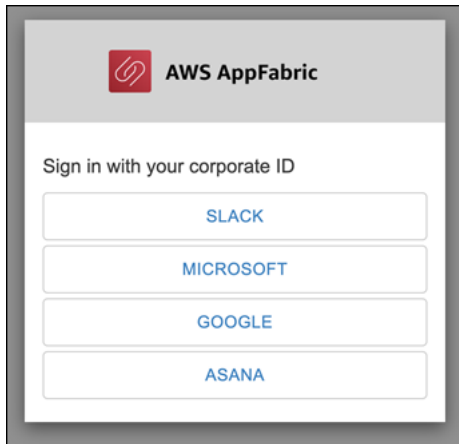 AWS AppFabric
Sign in with your corporate ID
SLACK
MICROSOFT
GOOGLE
ASANA